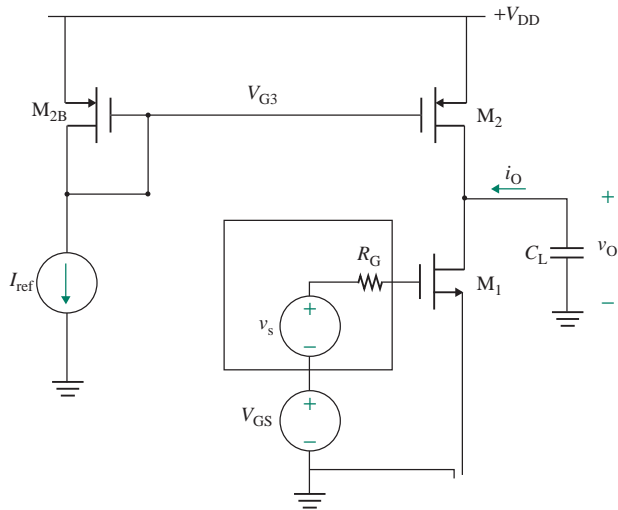 +V_DD
M_2B
V_G3
M_2
i_O
+
I_ref
R_G
C_L
v_O
M_1
+
v_s
−
−
+
V_GS
−